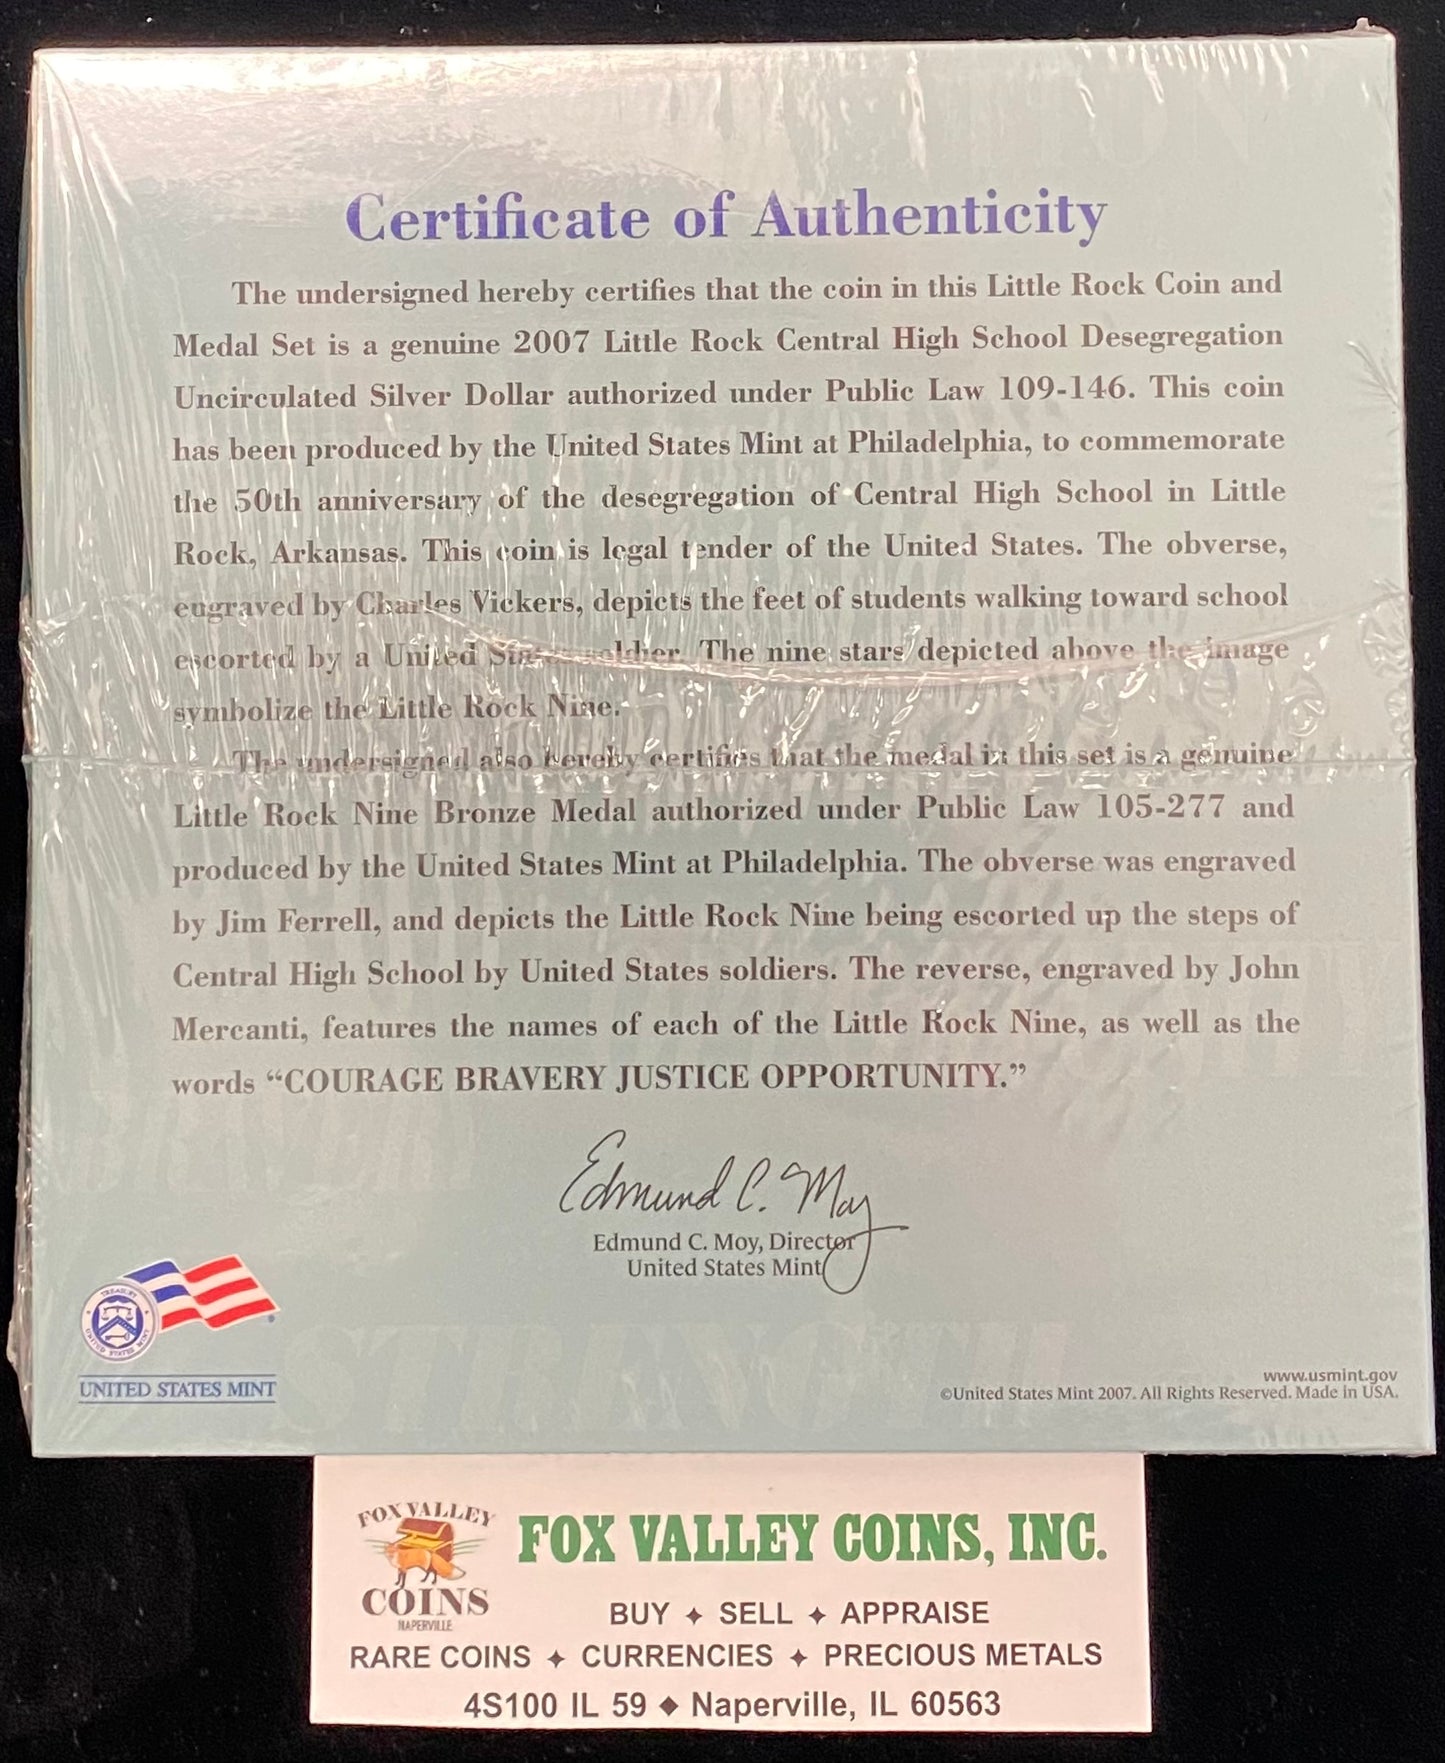 Certificate of Authenticity
The undersigned hereby certifies that the coin in this Little Rock Coin and
Medal Set is a genuine 2007 Little Rock Central High School Desegregation
Uncirculated Silver Dollar authorized under Public Law 109-146. This coin
has been produced by the United States Mint at Philadelphia, to commemorate
the 50th anniversary of the desegregation of Central High School in Little
Rock, Arkansas. This coin is legal tender of the United States. The obverse,
engraved by Charles Vickers, depicts the feet of students walking toward school
escorted by a United States soldier. The nine stars depicted above the image
symbolize the Little Rock Nine.
The undersigned also hereby certifies that the medal in this set is a genuine
Little Rock Nine Bronze Medal authorized under Public Law 105-277 and
produced by the United States Mint at Philadelphia. The obverse was engraved
by Jim Ferrell, and depicts the Little Rock Nine being escorted up the steps of
Central High School by United States soldiers. The reverse, engraved by John
Mercanti, features the names of each of the Little Rock Nine, as well as the
words “COURAGE BRAVERY JUSTICE OPPORTUNITY.”
Edmund C. Moy
Edmund C. Moy, Director
United States Mint
UNITED STATES MINT
www.usmint.gov
©United States Mint 2007. All Rights Reserved. Made in USA.
FOX VALLEY
COINS
NAPERVILLE
FOX VALLEY COINS, INC.
BUY ✦ SELL ✦ APPRAISE
RARE COINS ✦ CURRENCIES ✦ PRECIOUS METALS
4S100 IL 59 ◆ Naperville, IL 60563